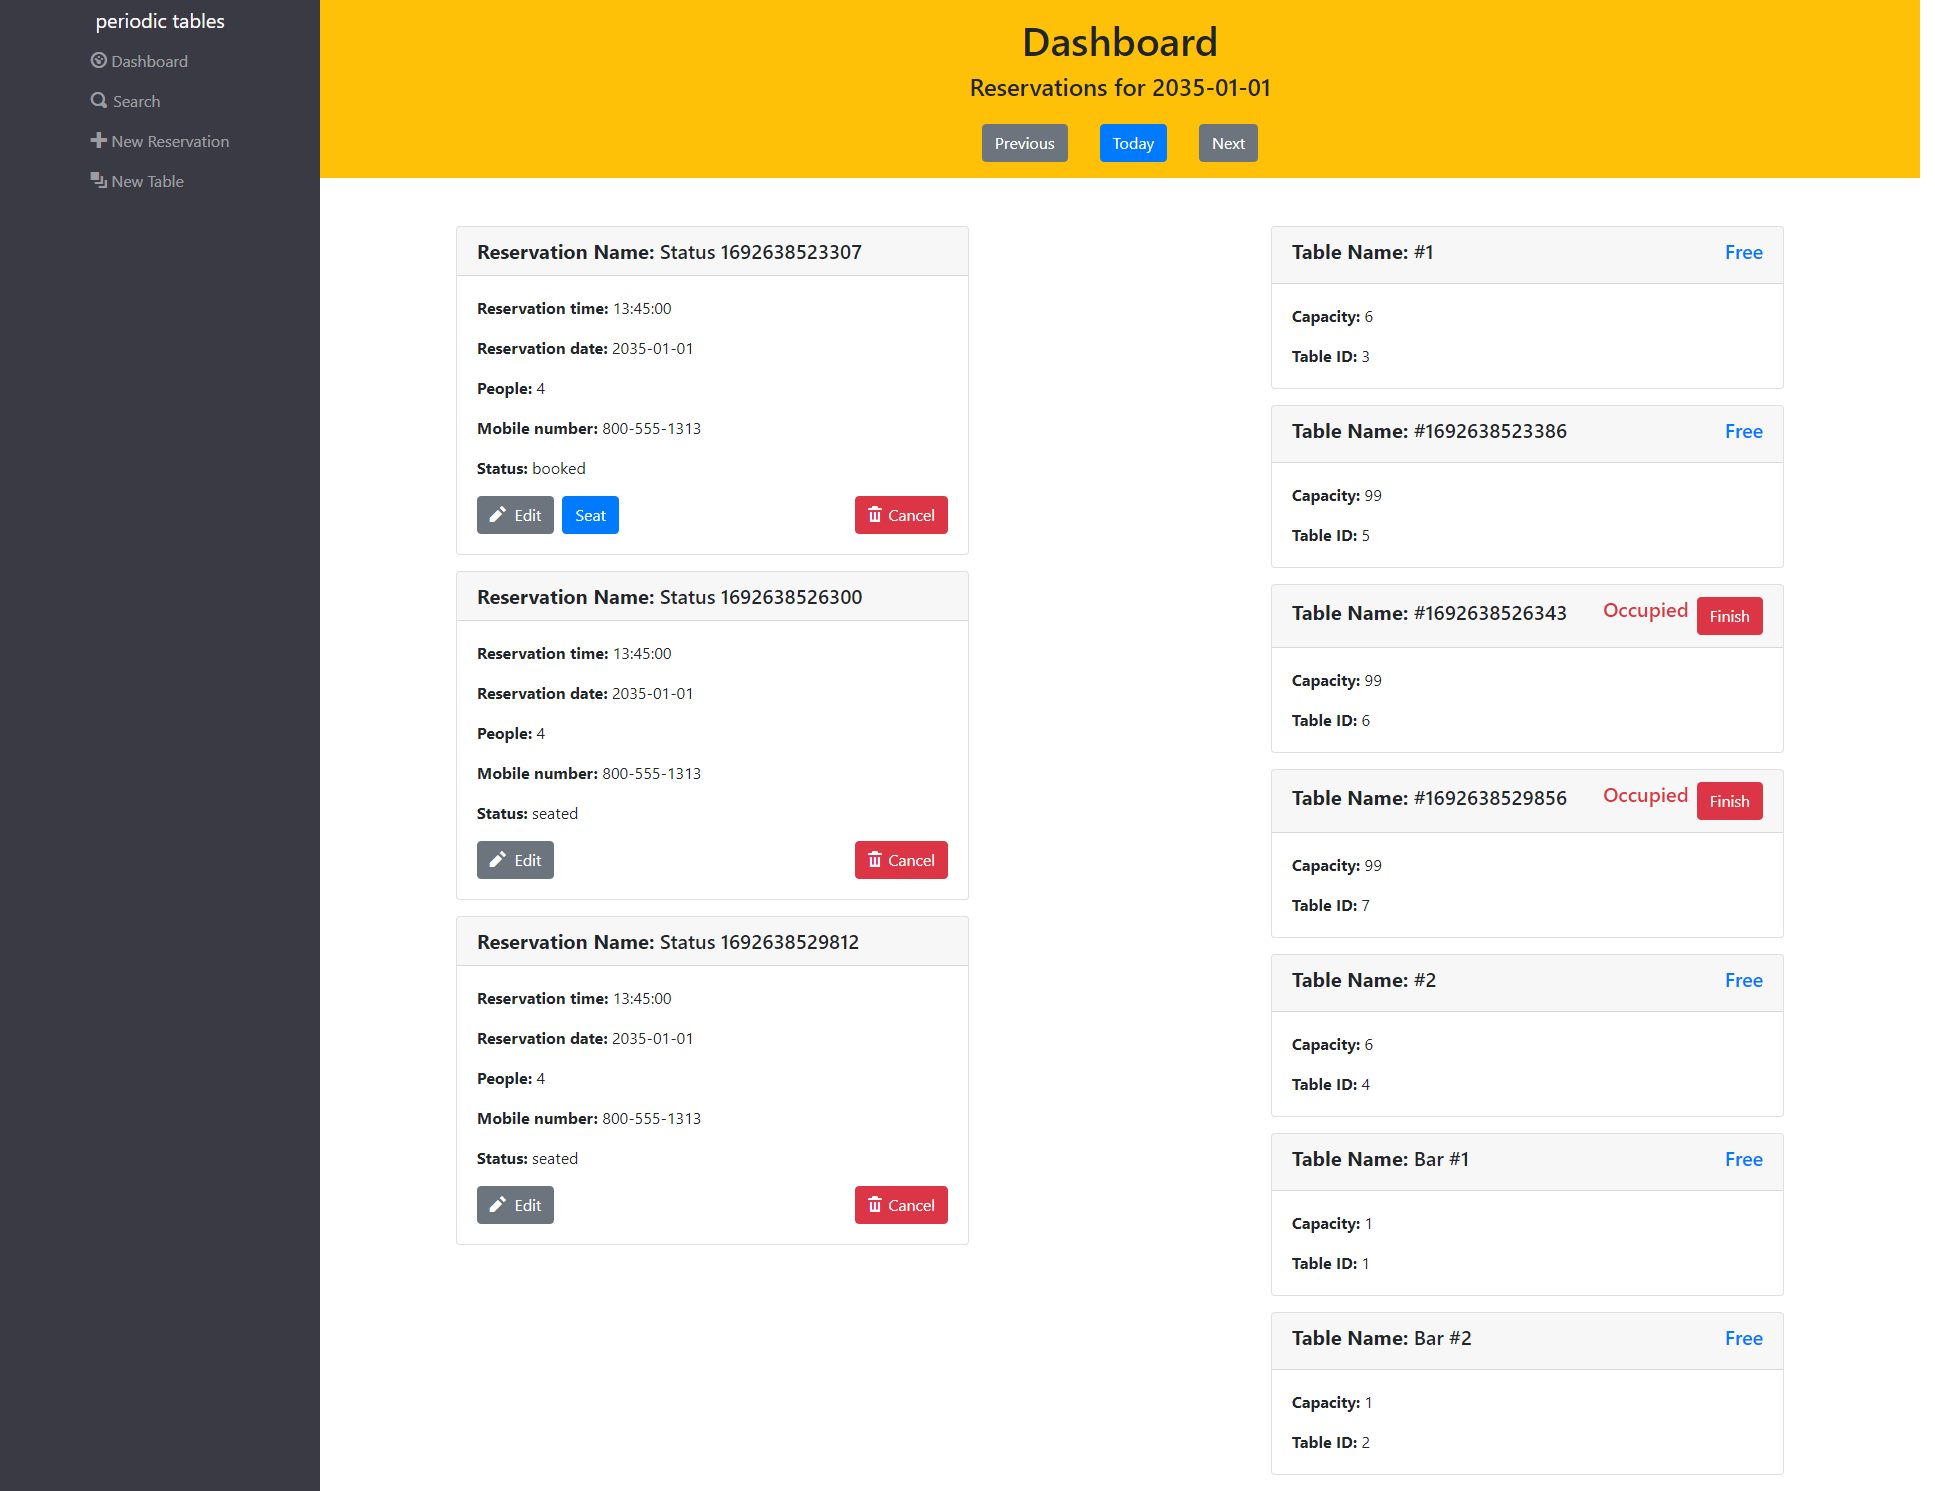 periodic tables
Dashboard
Search
New Reservation
New Table
Dashboard
Reservations for 2035-01-01
Previous
Today
Next
Reservation Name: Status 1692638523307
Reservation time: 13:45:00
Reservation date: 2035-01-01
People: 4
Mobile number: 800-555-1313
Status: booked
Edit
Seat
Cancel
Reservation Name: Status 1692638526300
Reservation time: 13:45:00
Reservation date: 2035-01-01
People: 4
Mobile number: 800-555-1313
Status: seated
Edit
Cancel
Reservation Name: Status 1692638529812
Reservation time: 13:45:00
Reservation date: 2035-01-01
People: 4
Mobile number: 800-555-1313
Status: seated
Edit
Cancel
Table Name: #1
Free
Capacity: 6
Table ID: 3
Table Name: #1692638523386
Free
Capacity: 99
Table ID: 5
Table Name: #1692638526343
Occupied
Finish
Capacity: 99
Table ID: 6
Table Name: #1692638529856
Occupied
Finish
Capacity: 99
Table ID: 7
Table Name: #2
Free
Capacity: 6
Table ID: 4
Table Name: Bar #1
Free
Capacity: 1
Table ID: 1
Table Name: Bar #2
Free
Capacity: 1
Table ID: 2